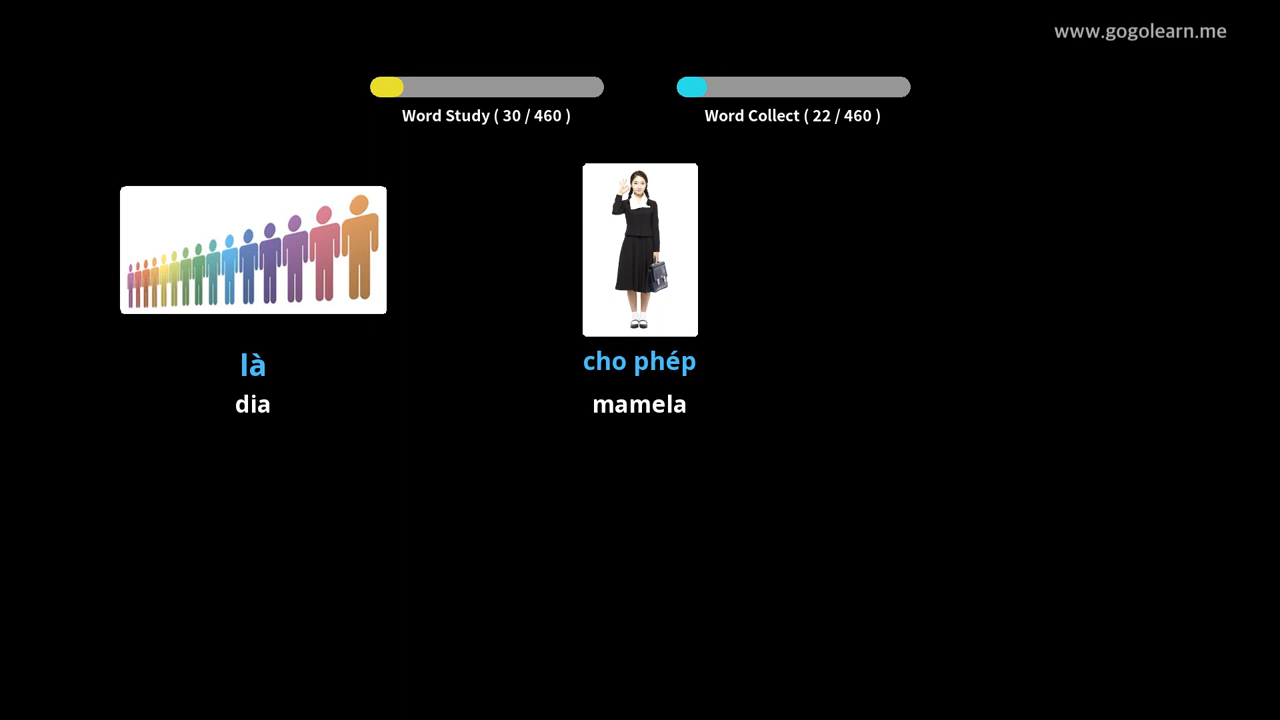 www.gogolearn.me
Word Study ( 30 / 460 )
Word Collect ( 22 / 460 )
là
dia
cho phép
mamela